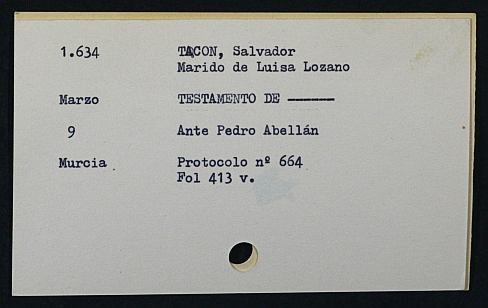 1.634 TACON, Salvador
Marido de Luisa Lozano
Marzo TESTAMENTO DE ———
9 Ante Pedro Abellán
Murcia Protocolo nº 664
Fol 413 v.